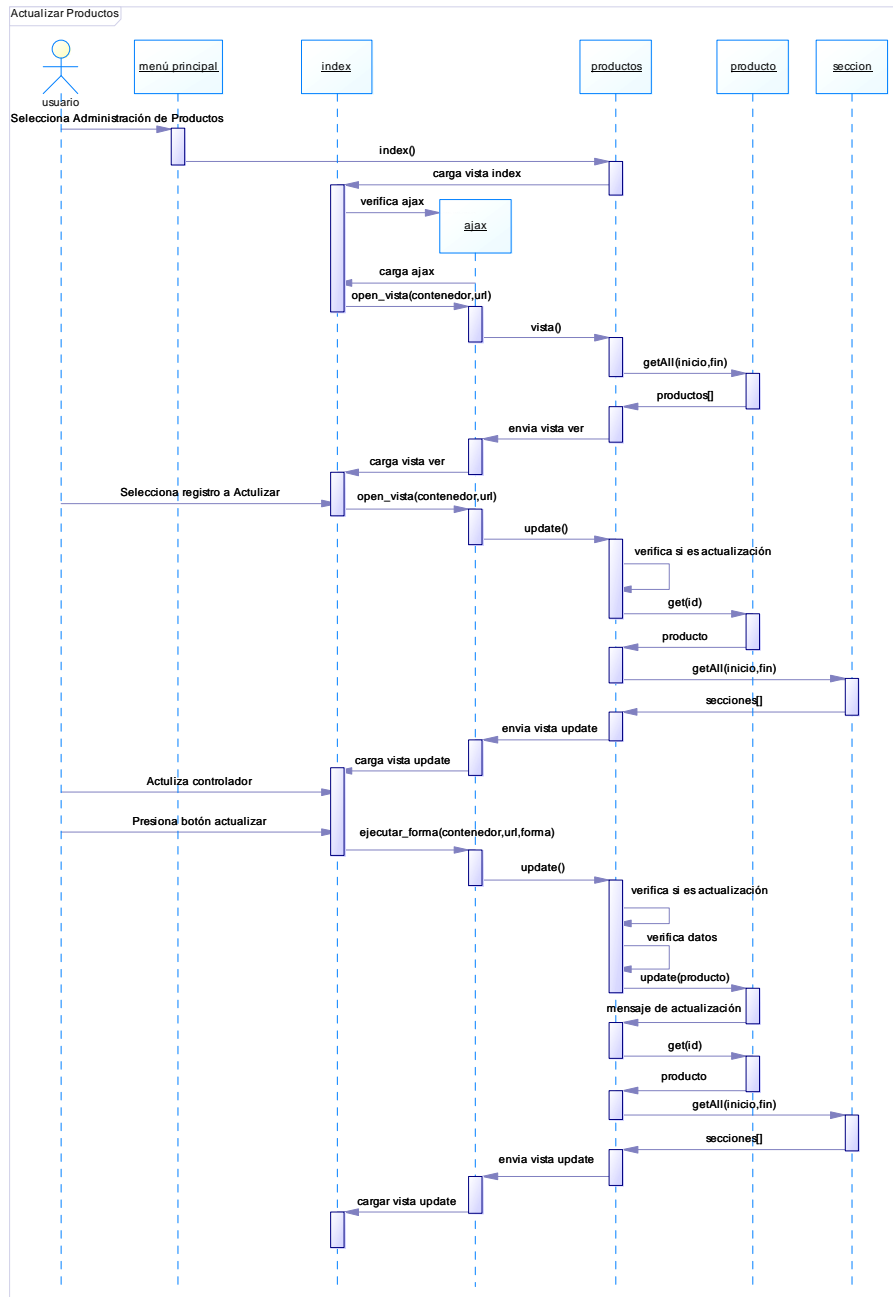 Actualizar Productos
usuario
menú principal
index
productos
producto
seccion
Selecciona Administración de Productos
index()
carga vista index
verifica ajax
ajax
carga ajax
open_vista(contenedor,url)
vista()
getAll(inicio,fin)
productos[]
envia vista ver
carga vista ver
Selecciona registro a Actulizar
open_vista(contenedor,url)
update()
verifica si es actualización
get(id)
producto
getAll(inicio,fin)
secciones[]
envia vista update
carga vista update
Actuliza controlador
Presiona botón actualizar
ejecutar_forma(contenedor,url,forma)
update()
verifica si es actualización
verifica datos
update(producto)
mensaje de actualización
get(id)
producto
getAll(inicio,fin)
secciones[]
envia vista update
cargar vista update